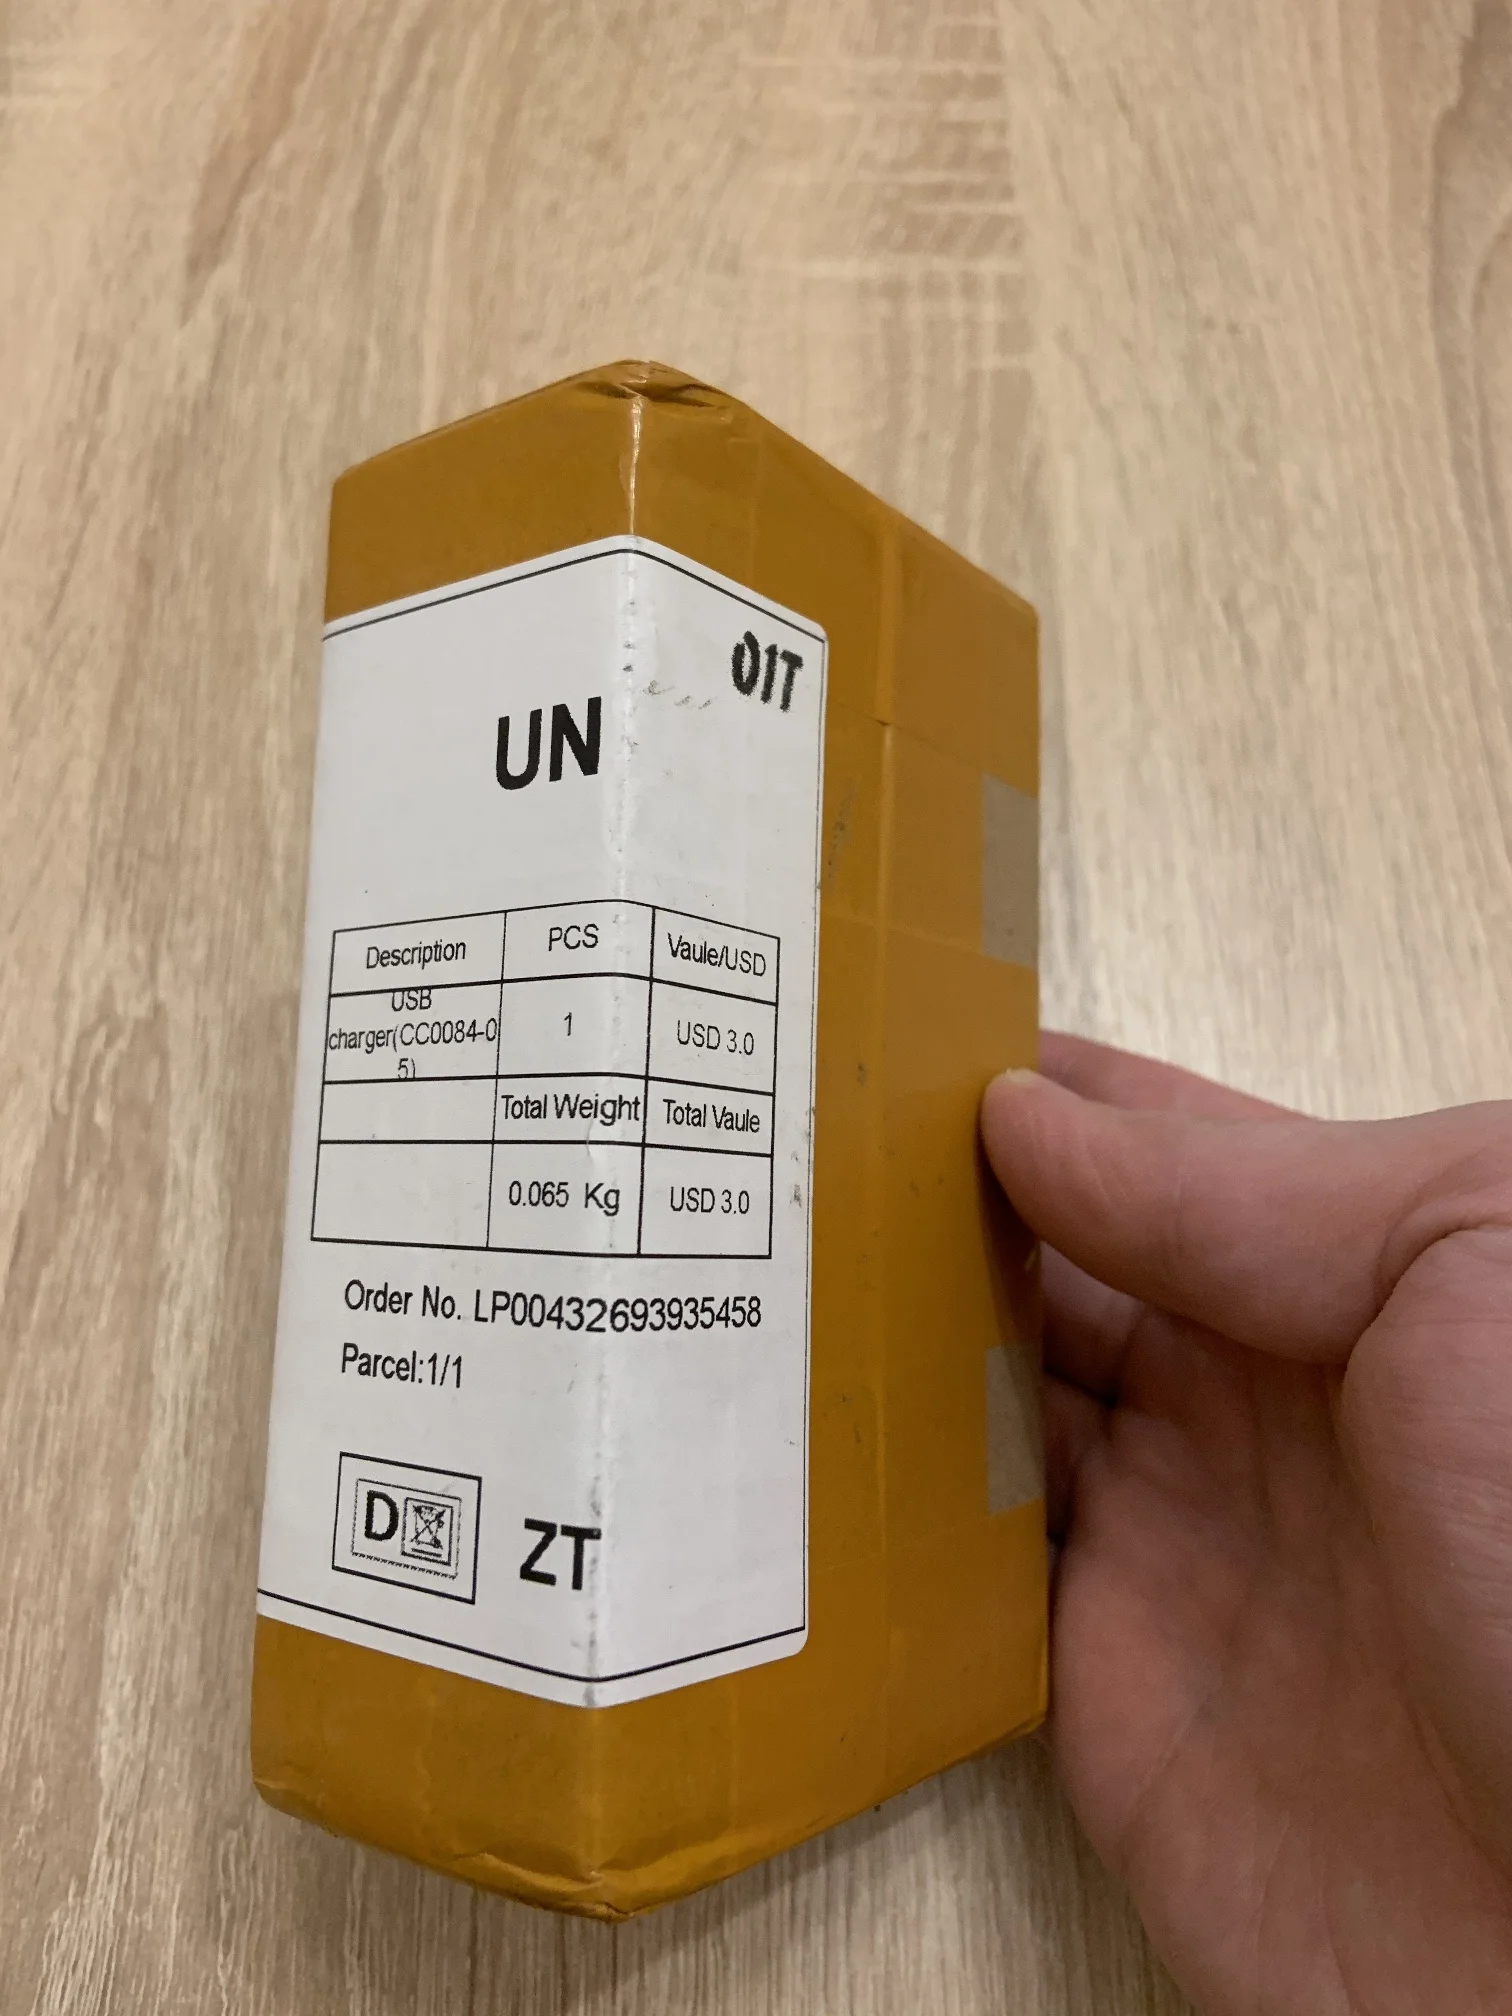 01T
UN
Description PCS Vaule/USD
USB
charger(CC0084-0
5)
1 USD 3.0
Total Weight Total Vaule
0.065 Kg USD 3.0
Order No. LP00432693935458
Parcel:1/1
D ZT